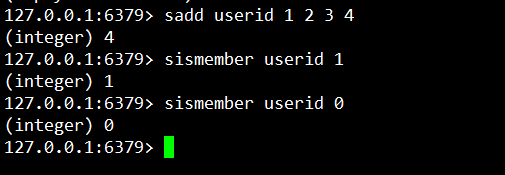 127.0.0.1:6379> sadd userid 1 2 3 4
(integer) 4
127.0.0.1:6379> sismember userid 1
(integer) 1
127.0.0.1:6379> sismember userid 0
(integer) 0
127.0.0.1:6379>